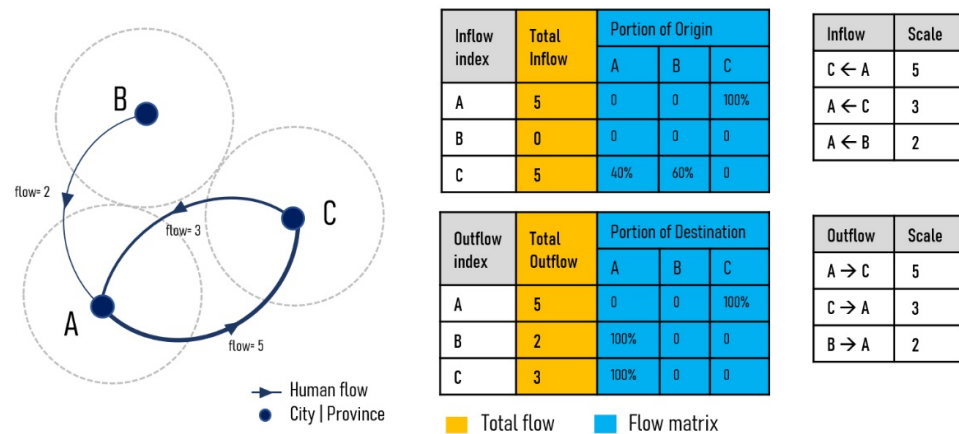 B
flow= 2
C
flow= 3
A
flow= 5
Human flow
City | Province
Inflow index Total Inflow Portion of Origin
A B C
A 5 0 0 100%
B 0 0 0 0
C 5 40% 60% 0
Outflow index Total Outflow Portion of Destination
A B C
A 5 0 0 100%
B 2 100% 0 0
C 3 100% 0 0
Total flow Flow matrix
Inflow Scale
C ← A 5
A ← C 3
A ← B 2
Outflow Scale
A → C 5
C → A 3
B → A 2